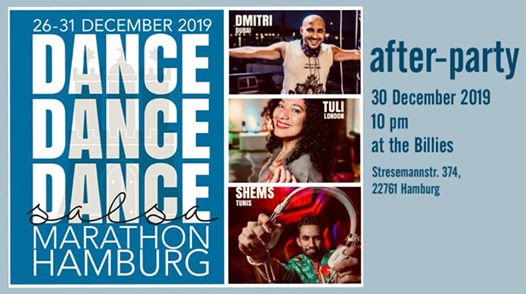 26-31 DECEMBER 2019
DANCE
DANCE
DANCE
salsa
MARATHON
HAMBURG
DMITRI
DUBAI
TULI
LONDON
SHEMS
TUNIS
after-party
30 December 2019
10 pm
at the Billies
Stresemannstr. 374,
22761 Hamburg